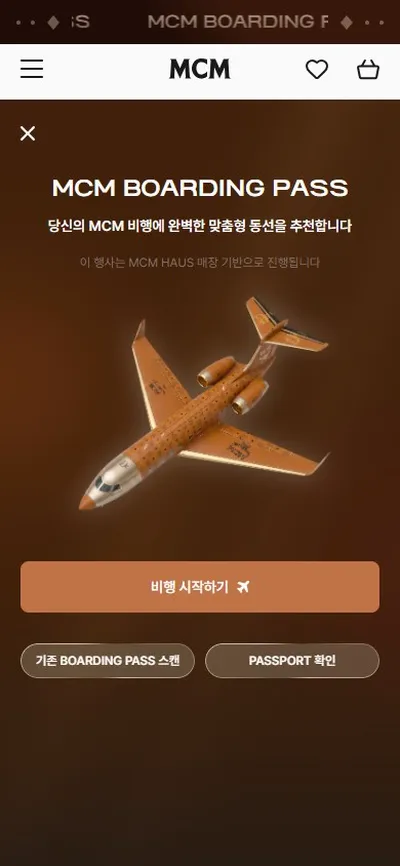 MCM BOARDING
MCM
MCM BOARDING PASS
당신의 MCM 비행에 완벽한 맞춤형 동선을 추천합니다
이 행사는 MCM HAUS 매장 기반으로 진행됩니다
비행 시작하기
기존 BOARDING PASS 스캔
PASSPORT 확인